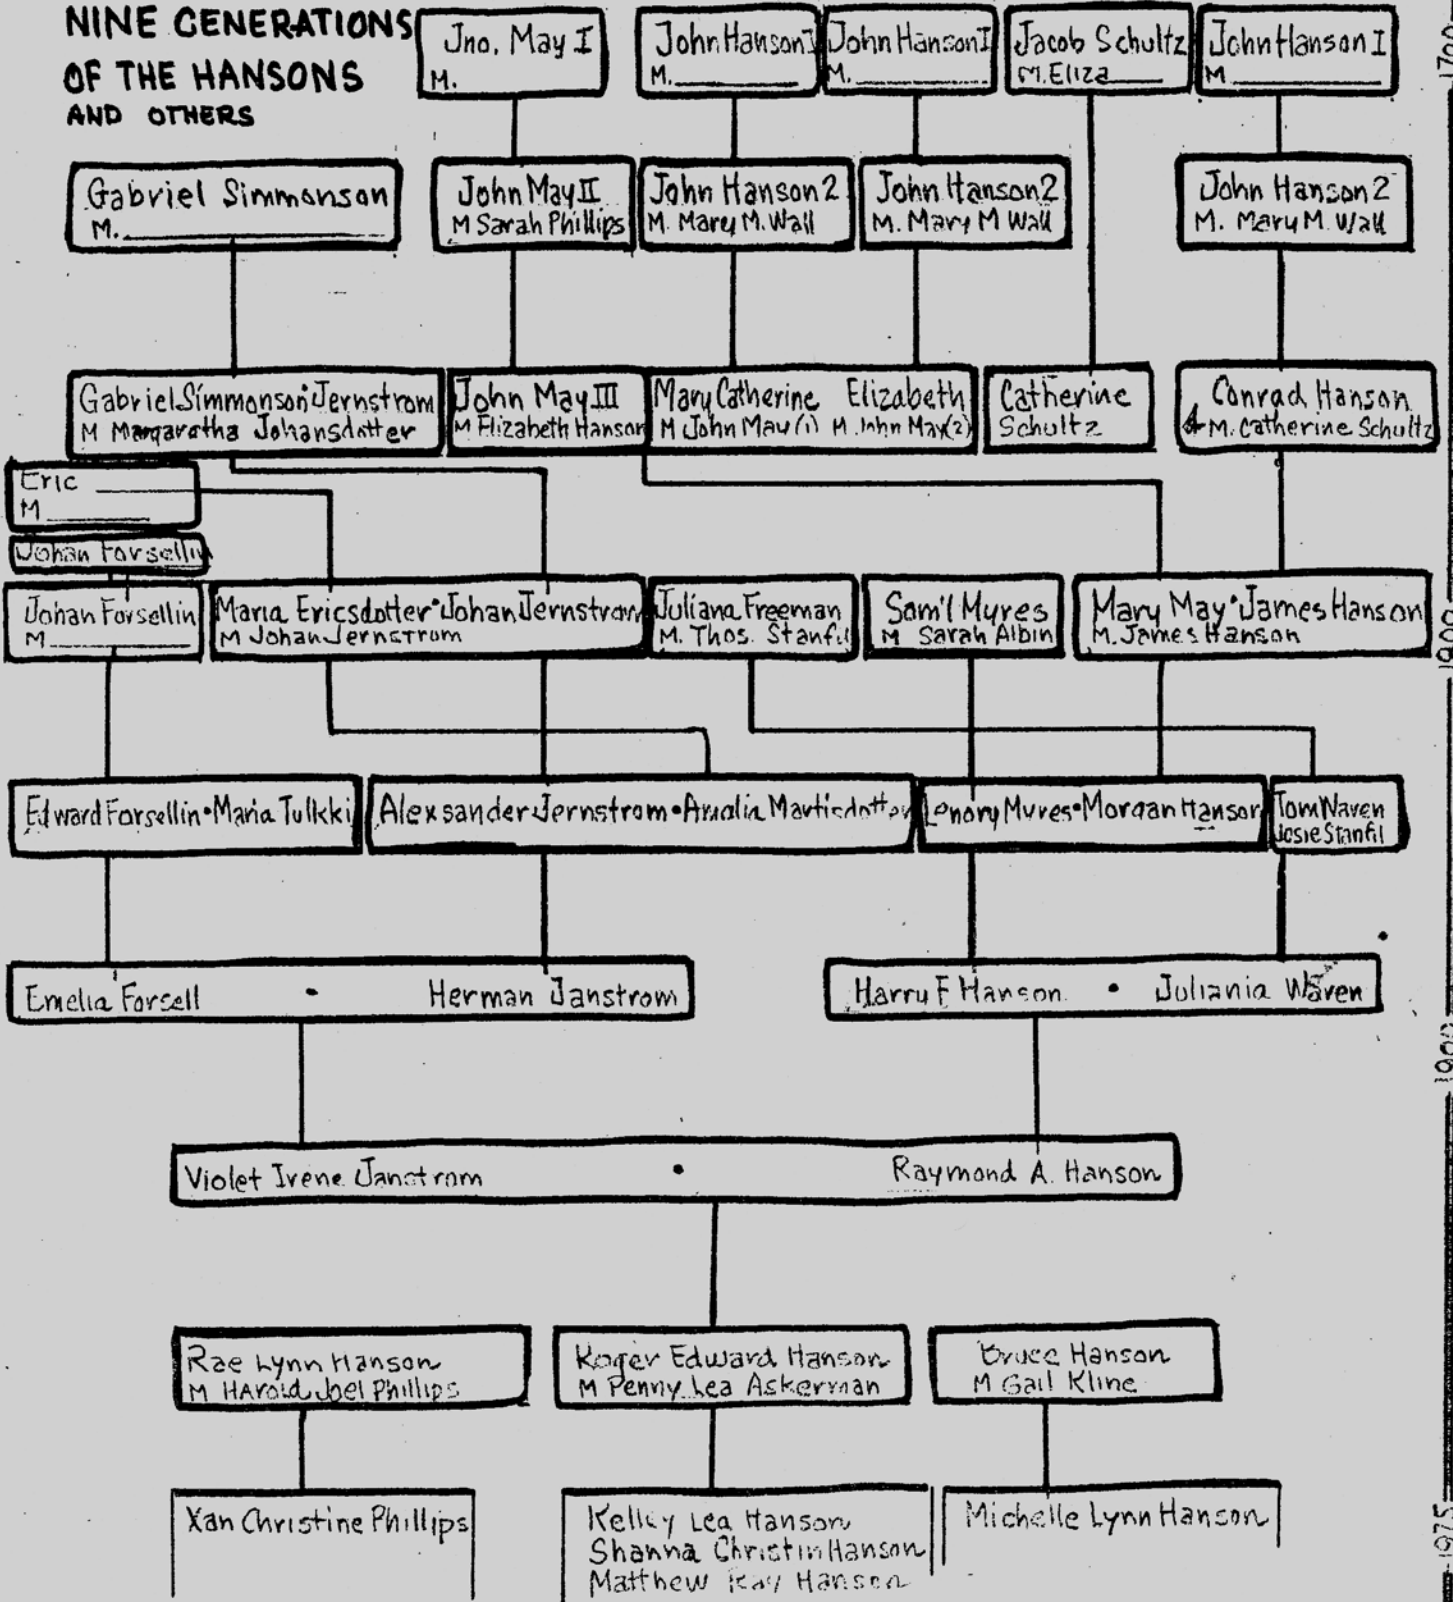 NINE GENERATIONS
OF THE HANSONS
AND OTHERS
Jno. May I
M.
John Hanson I
M.
John Hanson I
M.
Jacob Schultz
M. Eliza
John Hanson I
M
1700
Gabriel Simmonson
M.
John May II
M Sarah Phillips
John Hanson 2
M. Mary M. Wall
John Hanson 2
M. Mary M Wall
John Hanson 2
M. Mary M. Wall
Gabriel Simmonson•Jernstrom
M Margaretha Johansdotter
John May III
M Elizabeth Hanson
Mary Catherine Elizabeth
M John May (1) M. John May (2)
Catherine
Schultz
Conrad Hanson
M. Catherine Schultz
Eric
M
Johan Forsellin
Johan Forsellin
M
Maria Ericsdotter•Johan Jernstrom
M Johan Jernstrom
Juliana Freeman
M. Thos. Stanfil
Sam'l Myres
M Sarah Albin
Mary May•James Hanson
M. James Hanson
Edward Forsellin•Maria Tulkki
Alexsander Jernstrom•Amalia Martisdotter
Lenory Myres•Morgan Hanson
Tom Waven
Josie Stanfil
Emelia Forsell • Herman Janstrom
Harry F Hanson • Juliania Waven
1900
Violet Irene Janstrom • Raymond A. Hanson
Rae Lynn Hanson
M Harold Joel Phillips
Roger Edward Hanson
M Penny Lea Askerman
Bruce Hanson
M Gail Kline
Xan Christine Phillips
Kelley Lea Hanson
Shanna Christin Hanson
Matthew Ray Hanson
Michelle Lynn Hanson
1975